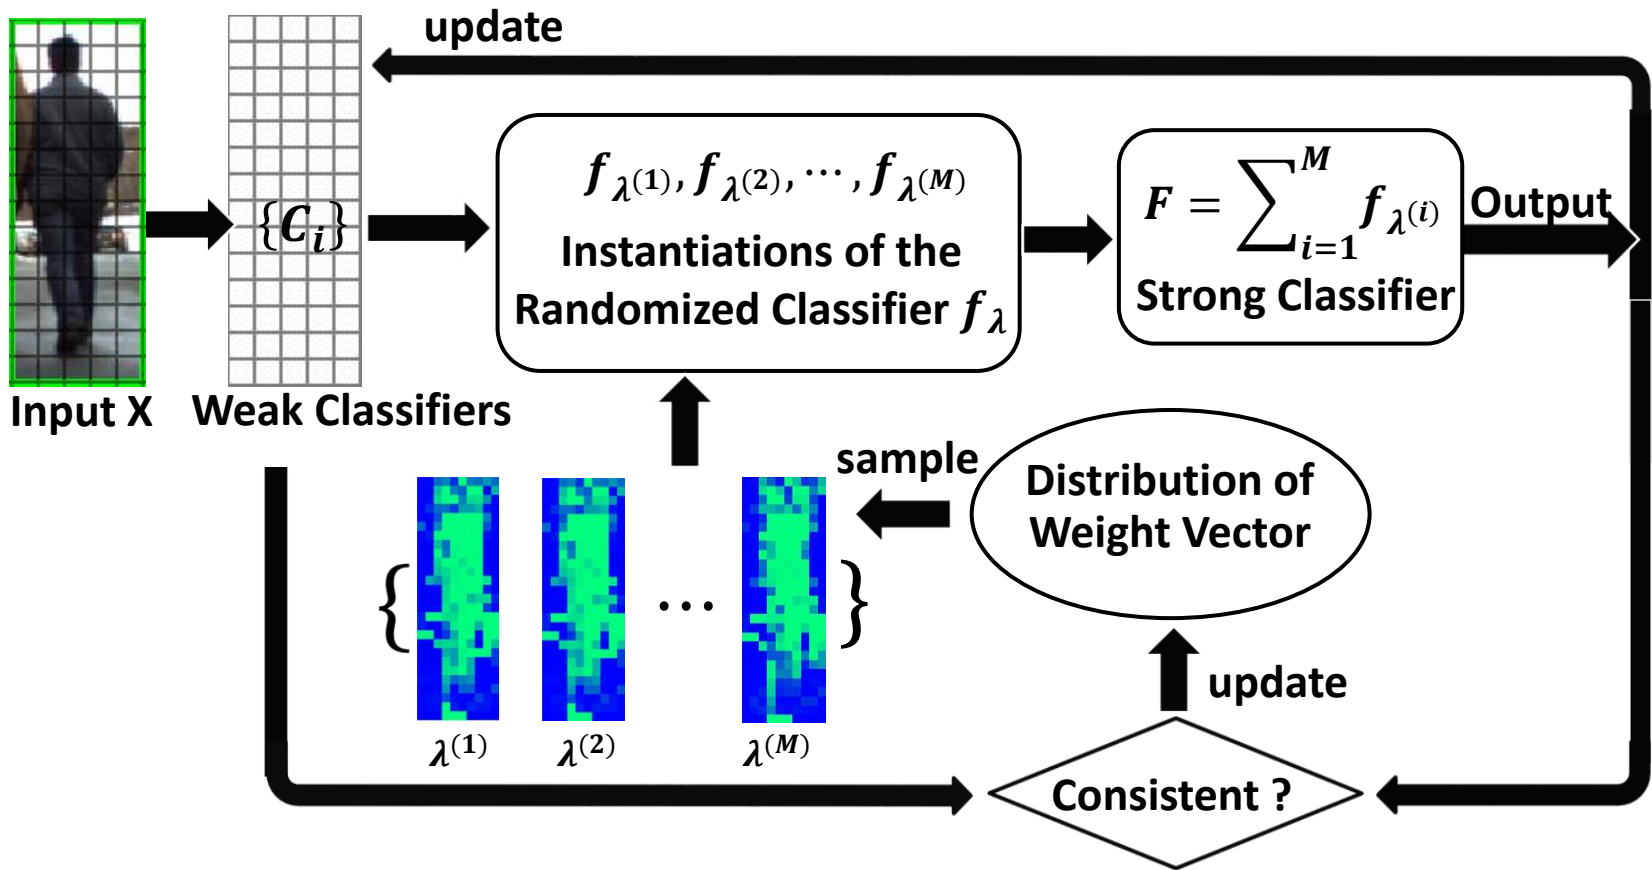 update
{C_i}
f_{λ^{(1)}}, f_{λ^{(2)}}, ⋯, f_{λ^{(M)}}
Instantiations of the
Randomized Classifier f_λ
F = ∑_{i=1}^{M} f_{λ^{(i)}}
Strong Classifier
Output
Input X
Weak Classifiers
sample
Distribution of
Weight Vector
{ ⋯ }
λ^{(1)} λ^{(2)} λ^{(M)}
update
Consistent ?